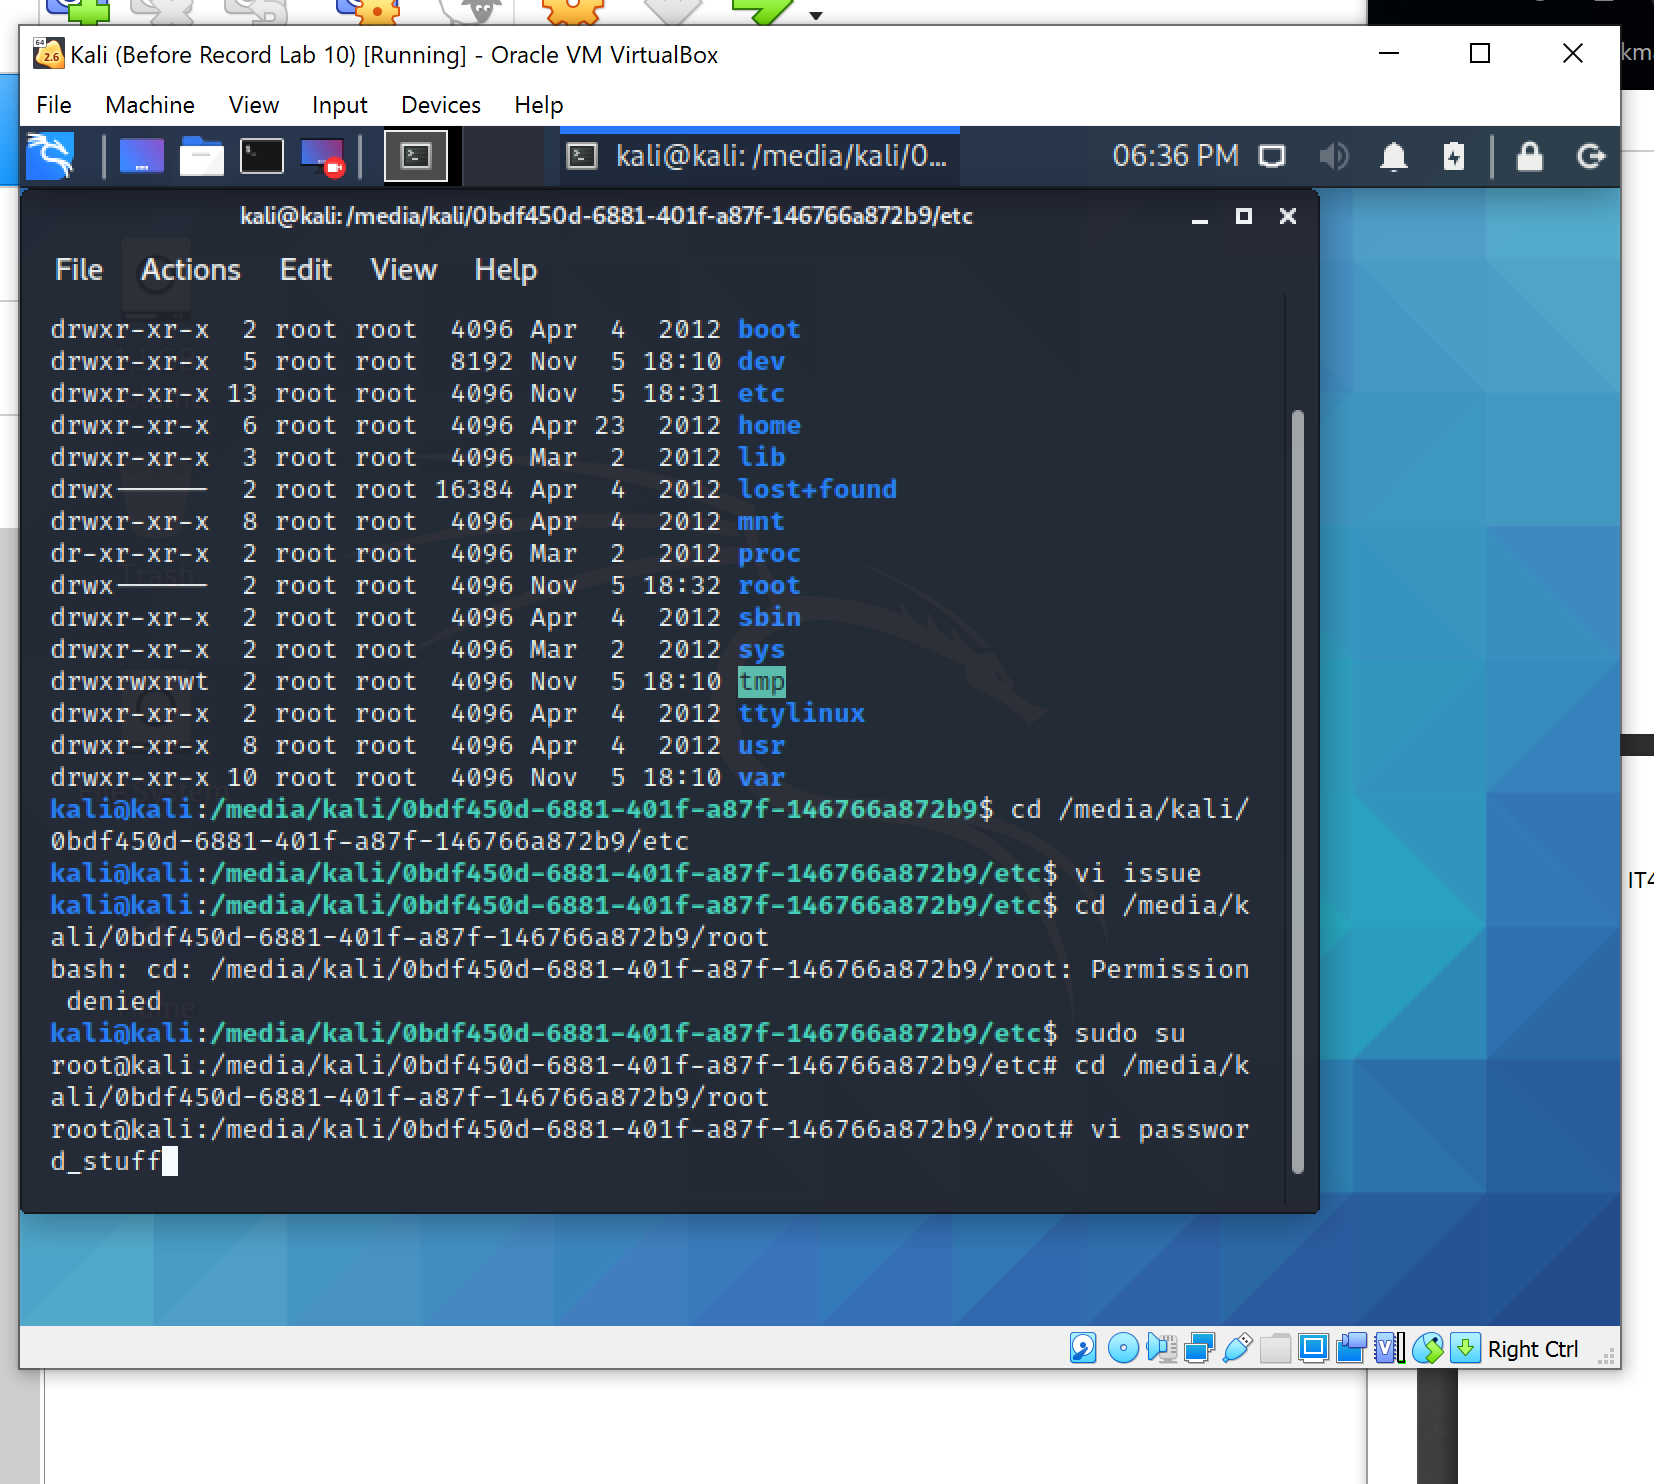 Kali (Before Record Lab 10) [Running] - Oracle VM VirtualBox
File Machine View Input Devices Help
kali@kali: /media/kali/0... 06:36 PM
kali@kali: /media/kali/0bdf450d-6881-401f-a87f-146766a872b9/etc
File Actions Edit View Help
drwxr-xr-x  2 root root  4096 Apr  4  2012 boot
drwxr-xr-x  5 root root  8192 Nov  5 18:10 dev
drwxr-xr-x 13 root root  4096 Nov  5 18:31 etc
drwxr-xr-x  6 root root  4096 Apr 23  2012 home
drwxr-xr-x  3 root root  4096 Mar  2  2012 lib
drwx------  2 root root 16384 Apr  4  2012 lost+found
drwxr-xr-x  8 root root  4096 Apr  4  2012 mnt
dr-xr-xr-x  2 root root  4096 Mar  2  2012 proc
drwx------  2 root root  4096 Nov  5 18:32 root
drwxr-xr-x  2 root root  4096 Apr  4  2012 sbin
drwxr-xr-x  2 root root  4096 Mar  2  2012 sys
drwxrwxrwt  2 root root  4096 Nov  5 18:10 tmp
drwxr-xr-x  2 root root  4096 Apr  4  2012 ttylinux
drwxr-xr-x  8 root root  4096 Apr  4  2012 usr
drwxr-xr-x 10 root root  4096 Nov  5 18:10 var
kali@kali:/media/kali/0bdf450d-6881-401f-a87f-146766a872b9$ cd /media/kali/
0bdf450d-6881-401f-a87f-146766a872b9/etc
kali@kali:/media/kali/0bdf450d-6881-401f-a87f-146766a872b9/etc$ vi issue
kali@kali:/media/kali/0bdf450d-6881-401f-a87f-146766a872b9/etc$ cd /media/k
ali/0bdf450d-6881-401f-a87f-146766a872b9/root
bash: cd: /media/kali/0bdf450d-6881-401f-a87f-146766a872b9/root: Permission
 denied
kali@kali:/media/kali/0bdf450d-6881-401f-a87f-146766a872b9/etc$ sudo su
root@kali:/media/kali/0bdf450d-6881-401f-a87f-146766a872b9/etc# cd /media/k
ali/0bdf450d-6881-401f-a87f-146766a872b9/root
root@kali:/media/kali/0bdf450d-6881-401f-a87f-146766a872b9/root# vi passwor
d_stuff
Right Ctrl